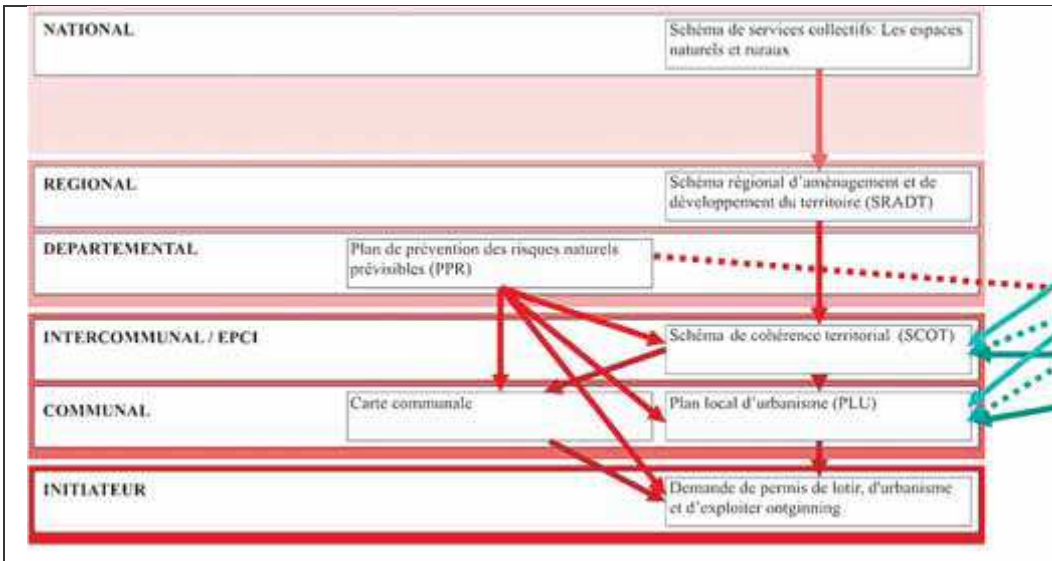 NATIONAL
Schéma de services collectifs: Les espaces
naturels et ruraux
REGIONAL
Schéma régional d'aménagement et de
développement du territoire (SRADT)
DEPARTEMENTAL
Plan de prévention des risques naturels
prévisibles (PPR)
INTERCOMMUNAL / EPCI
Schéma de cohérence territorial (SCOT)
COMMUNAL
Carte communale
Plan local d'urbanisme (PLU)
INITIATEUR
Demande de permis de lotir, d'urbanisme
et d'exploiter ontginning